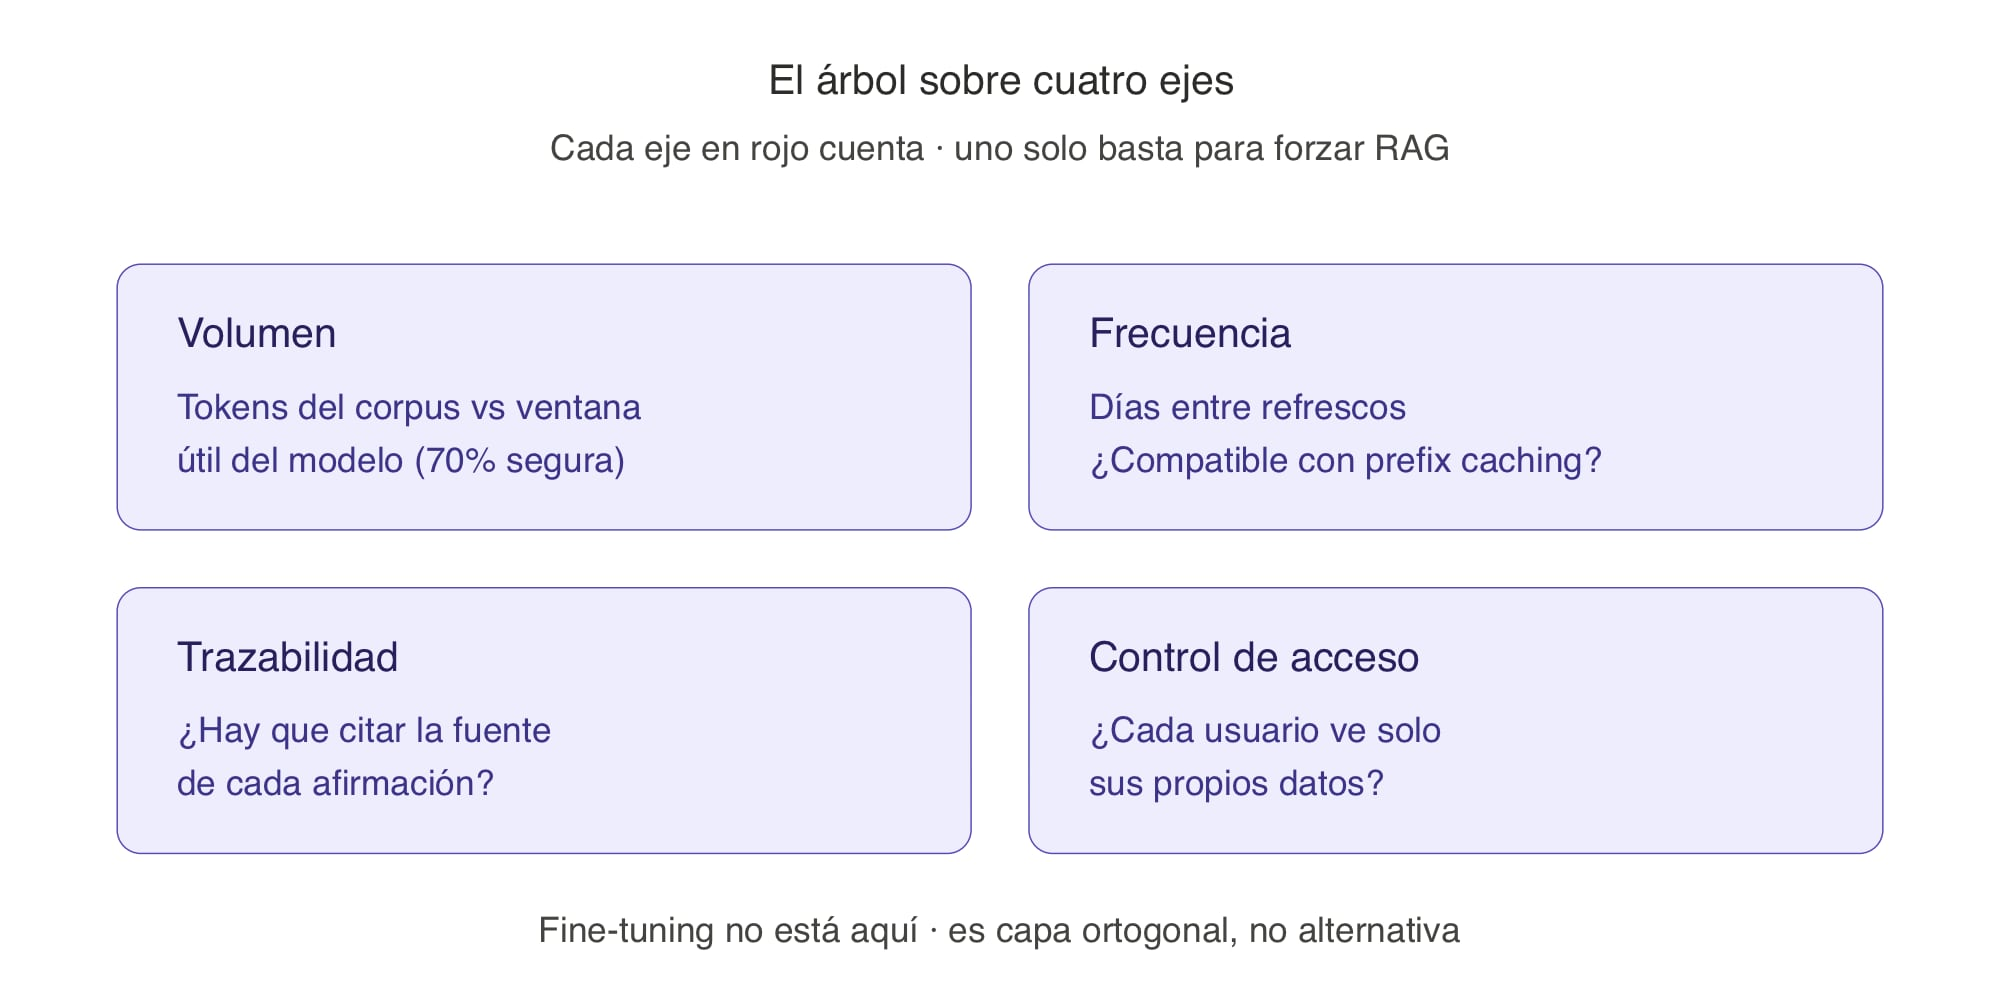 El árbol sobre cuatro ejes
Cada eje en rojo cuenta · uno solo basta para forzar RAG
Volumen
Tokens del corpus vs ventana
útil del modelo (70% segura)
Frecuencia
Días entre refrescos
¿Compatible con prefix caching?
Trazabilidad
¿Hay que citar la fuente
de cada afirmación?
Control de acceso
¿Cada usuario ve solo
sus propios datos?
Fine-tuning no está aquí · es capa ortogonal, no alternativa